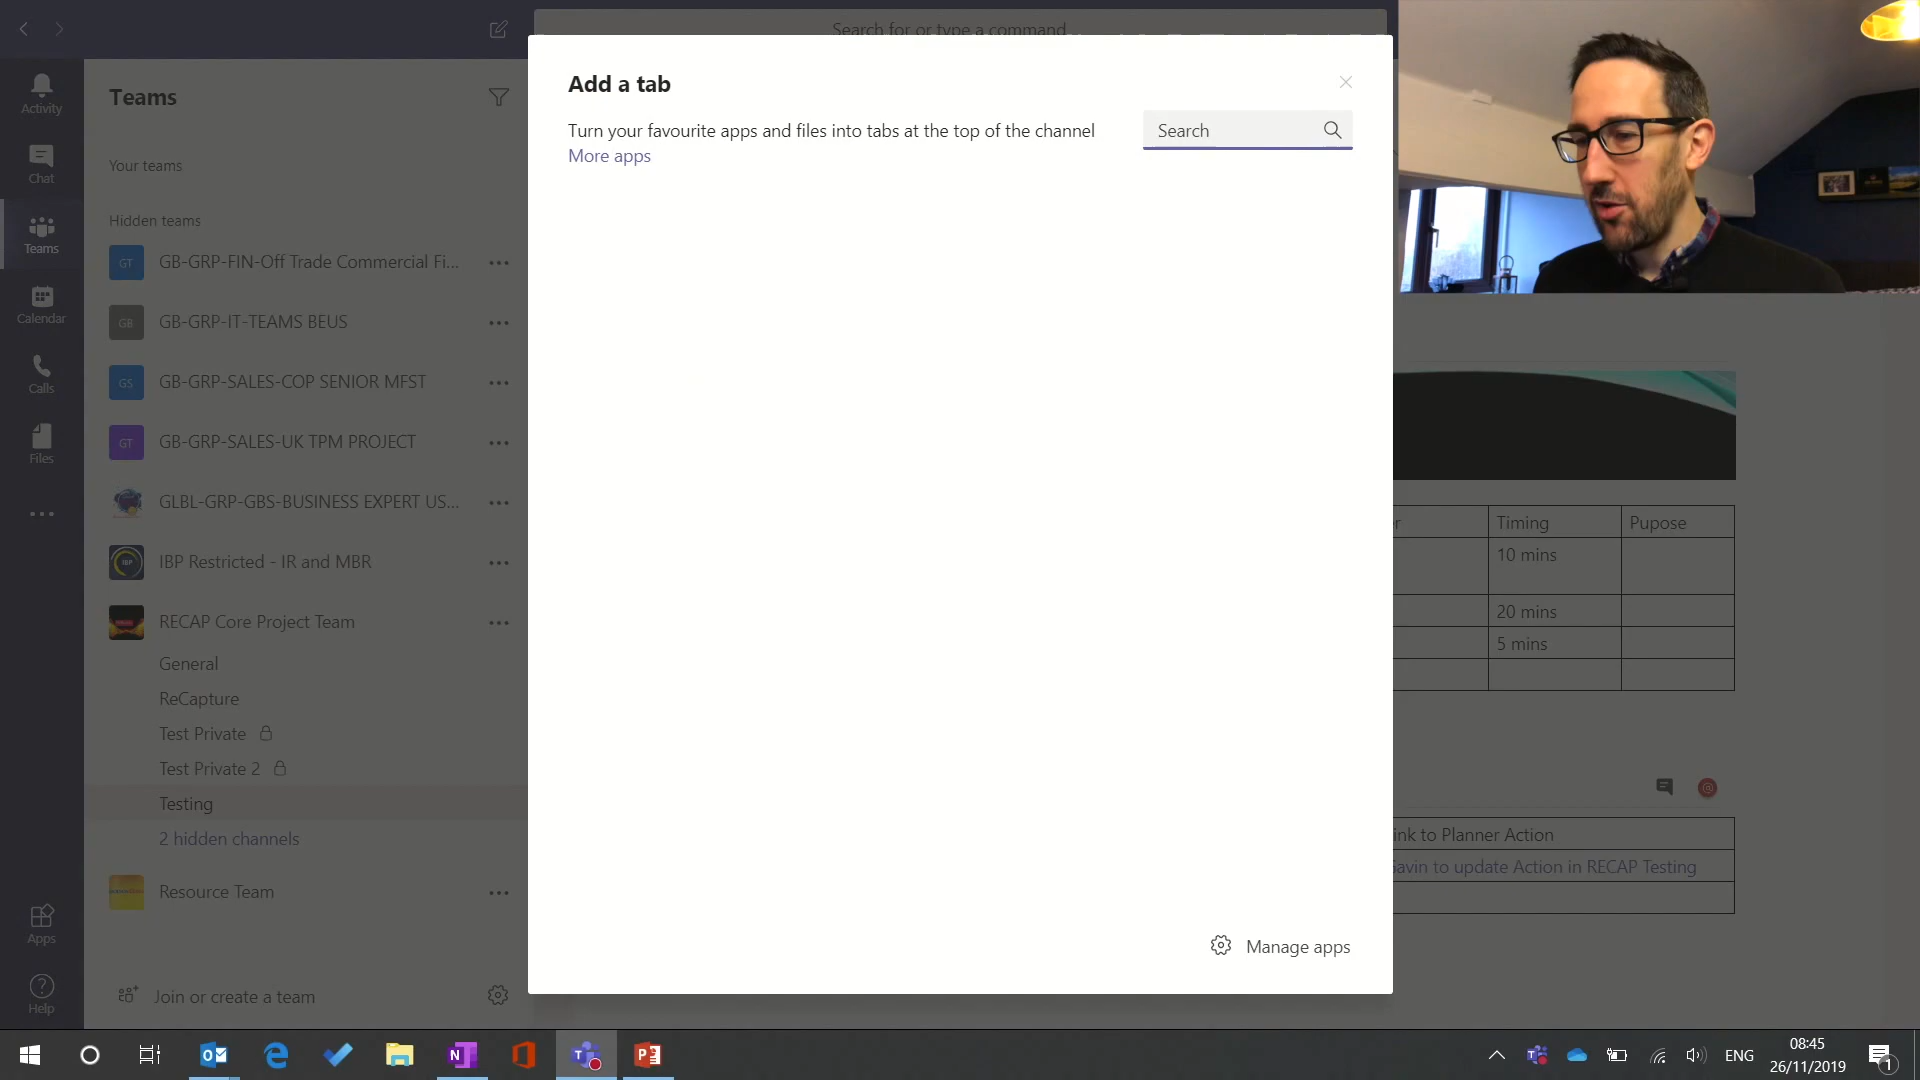 Search for or type a command
Activity
Chat
Teams
Calendar
Calls
Files
Apps
Help
Teams
Your teams
Hidden teams
GT GB-GRP-FIN-Off Trade Commercial Fi...
GB GB-GRP-IT-TEAMS BEUS
GS GB-GRP-SALES-COP SENIOR MFST
GT GB-GRP-SALES-UK TPM PROJECT
GLBL-GRP-GBS-BUSINESS EXPERT US...
IBP IBP Restricted - IR and MBR
RECAP Core Project Team
General
ReCapture
Test Private
Test Private 2
Testing
2 hidden channels
Resource Team
Join or create a team
Add a tab
Turn your favourite apps and files into tabs at the top of the channel
More apps
Search
Manage apps
r Timing Pupose
10 mins
20 mins
5 mins
ink to Planner Action
Gavin to update Action in RECAP Testing
ENG
08:45
26/11/2019
1